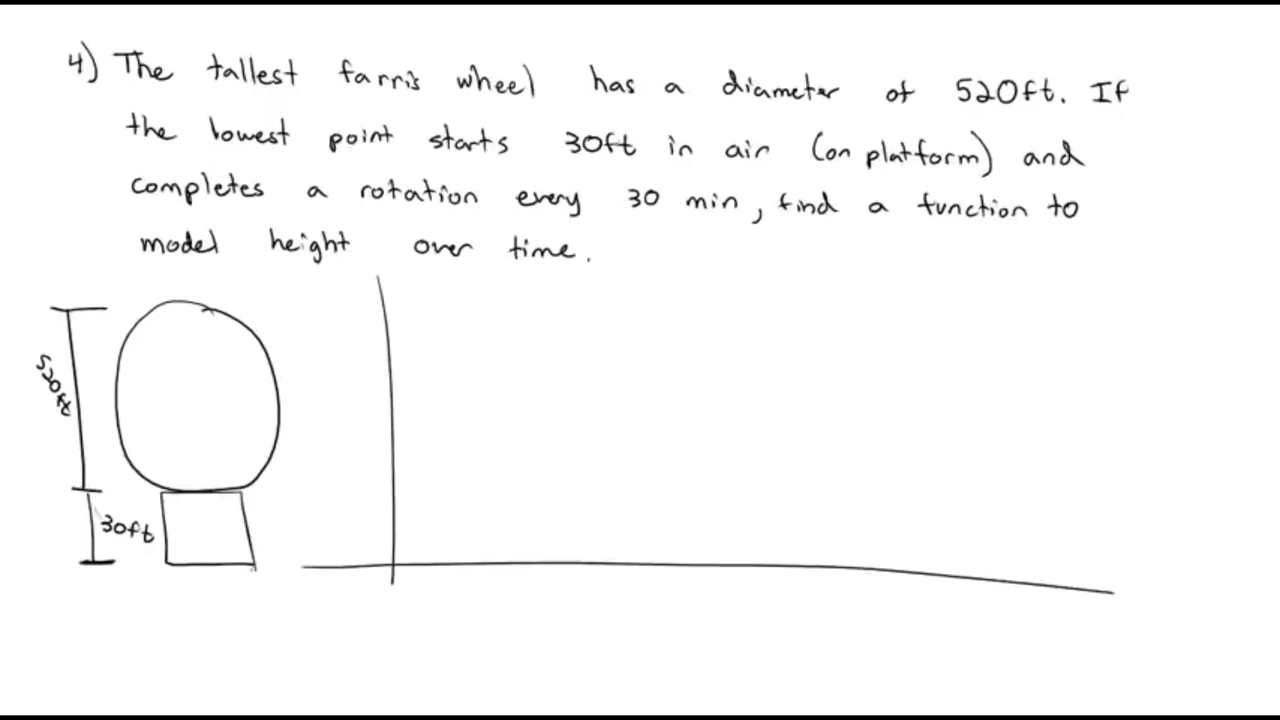 4) The tallest farris wheel has a diameter of 520ft. If
the lowest point starts 30ft in air (on platform) and
completes a rotation every 30 min, find a function to
model height over time.
520ft
30ft